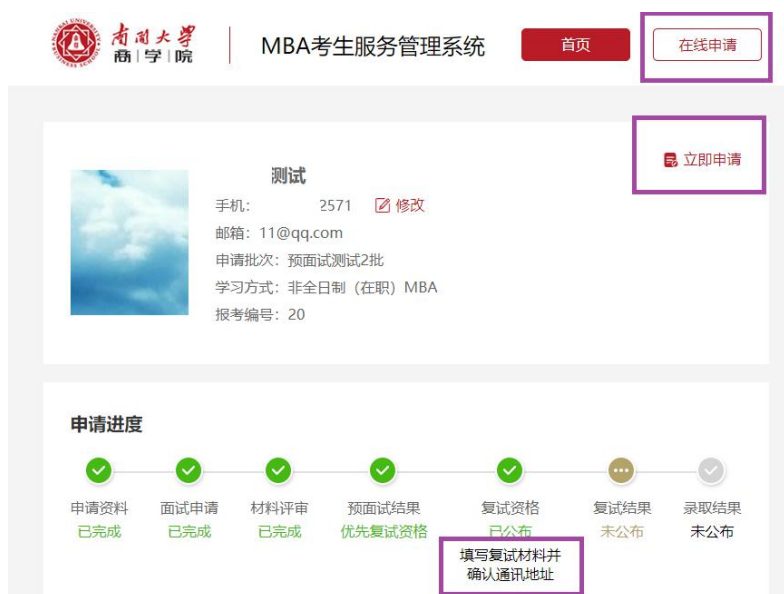 南开大学
商学院
MBA考生服务管理系统
首页
在线申请
立即申请
测试
手机： 2571 修改
邮箱：11@qq.com
申请批次：预面试测试2批
学习方式：非全日制（在职）MBA
报考编号：20
申请进度
申请资料 面试申请 材料评审 预面试结果 复试资格 复试结果 录取结果
已完成 已完成 已完成 优先复试资格 已公布 未公布 未公布
填写复试材料并
确认通讯地址